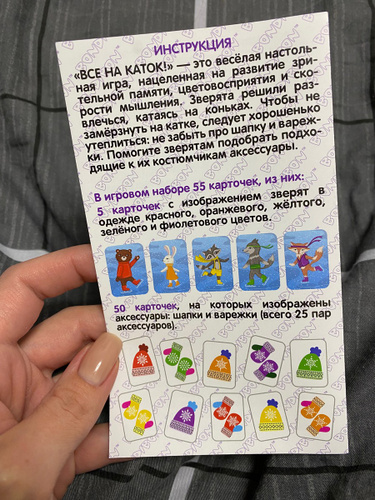 ИНСТРУКЦИЯ
«ВСЕ НА КАТОК!» — это весёлая настоль-
ная игра, нацеленная на развитие зри-
тельной памяти, цветовосприятия и ско-
рости мышления. Зверята решили раз-
влечься, катаясь на коньках. Чтобы не
замёрзнуть на катке, следует хорошенько
утеплиться: не забыть про шапку и вареж-
ки. Помогите зверятам подобрать подхо-
дящие к их костюмчикам аксессуары.
В игровом наборе 55 карточек, из них:
5 карточек с изображением зверят в
одежде красного, оранжевого, жёлтого,
зелёного и фиолетового цветов.
50 карточек, на которых изображены
аксессуары: шапки и варежки (всего 25 пар
аксессуаров).